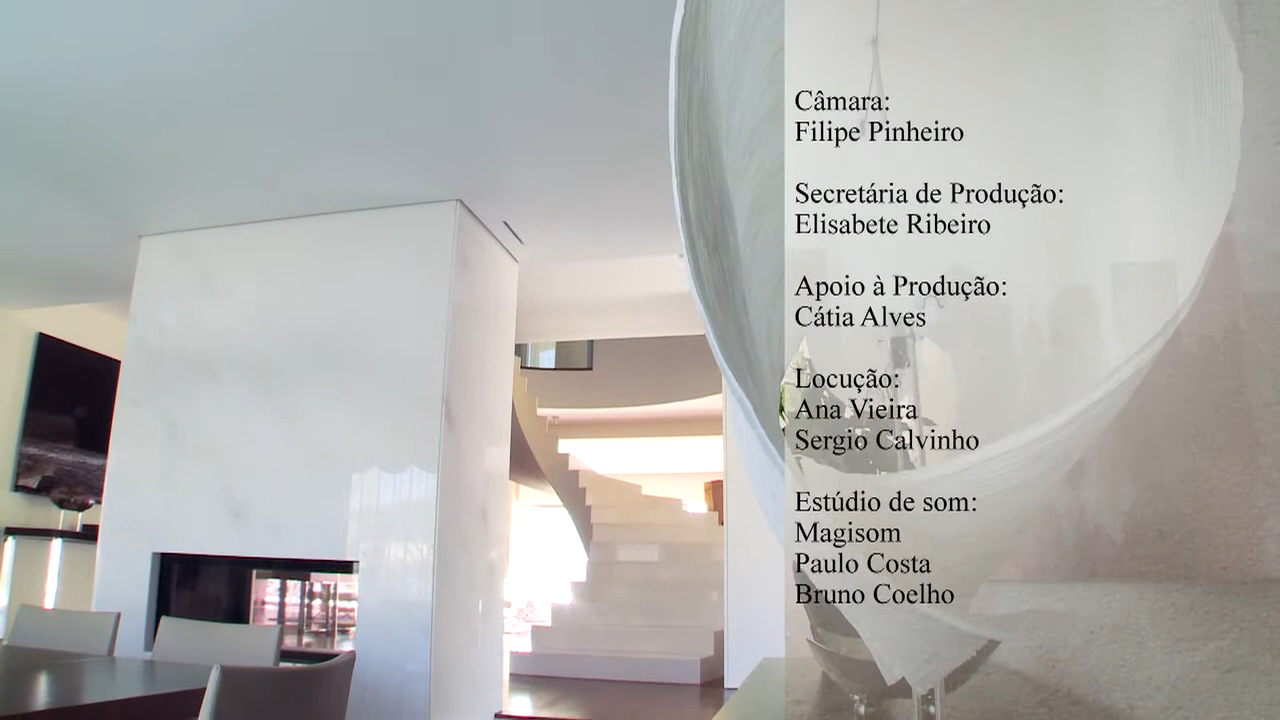 Câmara:
Filipe Pinheiro
Secretária de Produção:
Elisabete Ribeiro
Apoio à Produção:
Cátia Alves
Locução:
Ana Vieira
Sergio Calvinho
Estúdio de som:
Magisom
Paulo Costa
Bruno Coelho